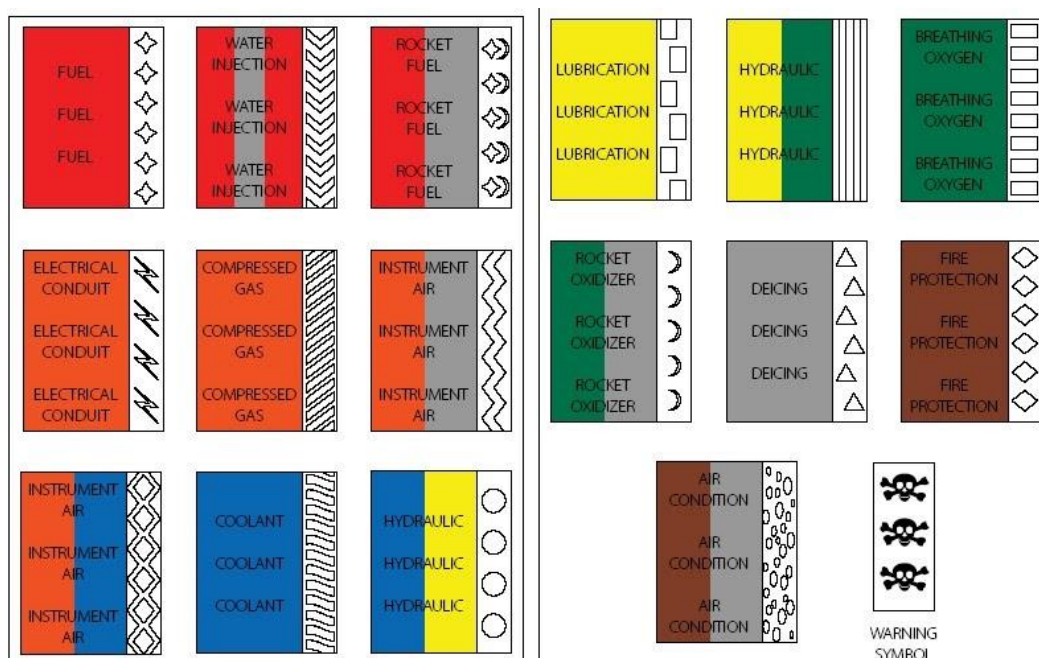 FUEL
FUEL
FUEL
WATER
INJECTION
WATER
INJECTION
WATER
INJECTION
ROCKET
FUEL
ROCKET
FUEL
ROCKET
FUEL
ELECTRICAL
CONDUIT
ELECTRICAL
CONDUIT
ELECTRICAL
CONDUIT
COMPRESSED
GAS
COMPRESSED
GAS
COMPRESSED
GAS
INSTRUMENT
AIR
INSTRUMENT
AIR
INSTRUMENT
AIR
INSTRUMENT
AIR
INSTRUMENT
AIR
INSTRUMENT
AIR
COOLANT
COOLANT
COOLANT
HYDRAULIC
HYDRAULIC
HYDRAULIC
LUBRICATION
LUBRICATION
LUBRICATION
HYDRAULIC
HYDRAULIC
HYDRAULIC
BREATHING
OXYGEN
BREATHING
OXYGEN
BREATHING
OXYGEN
ROCKET
OXIDIZER
ROCKET
OXIDIZER
ROCKET
OXIDIZER
DEICING
DEICING
DEICING
FIRE
PROTECTION
FIRE
PROTECTION
FIRE
PROTECTION
AIR
CONDITION
AIR
CONDITION
AIR
CONDITION
WARNING
SYMBOL